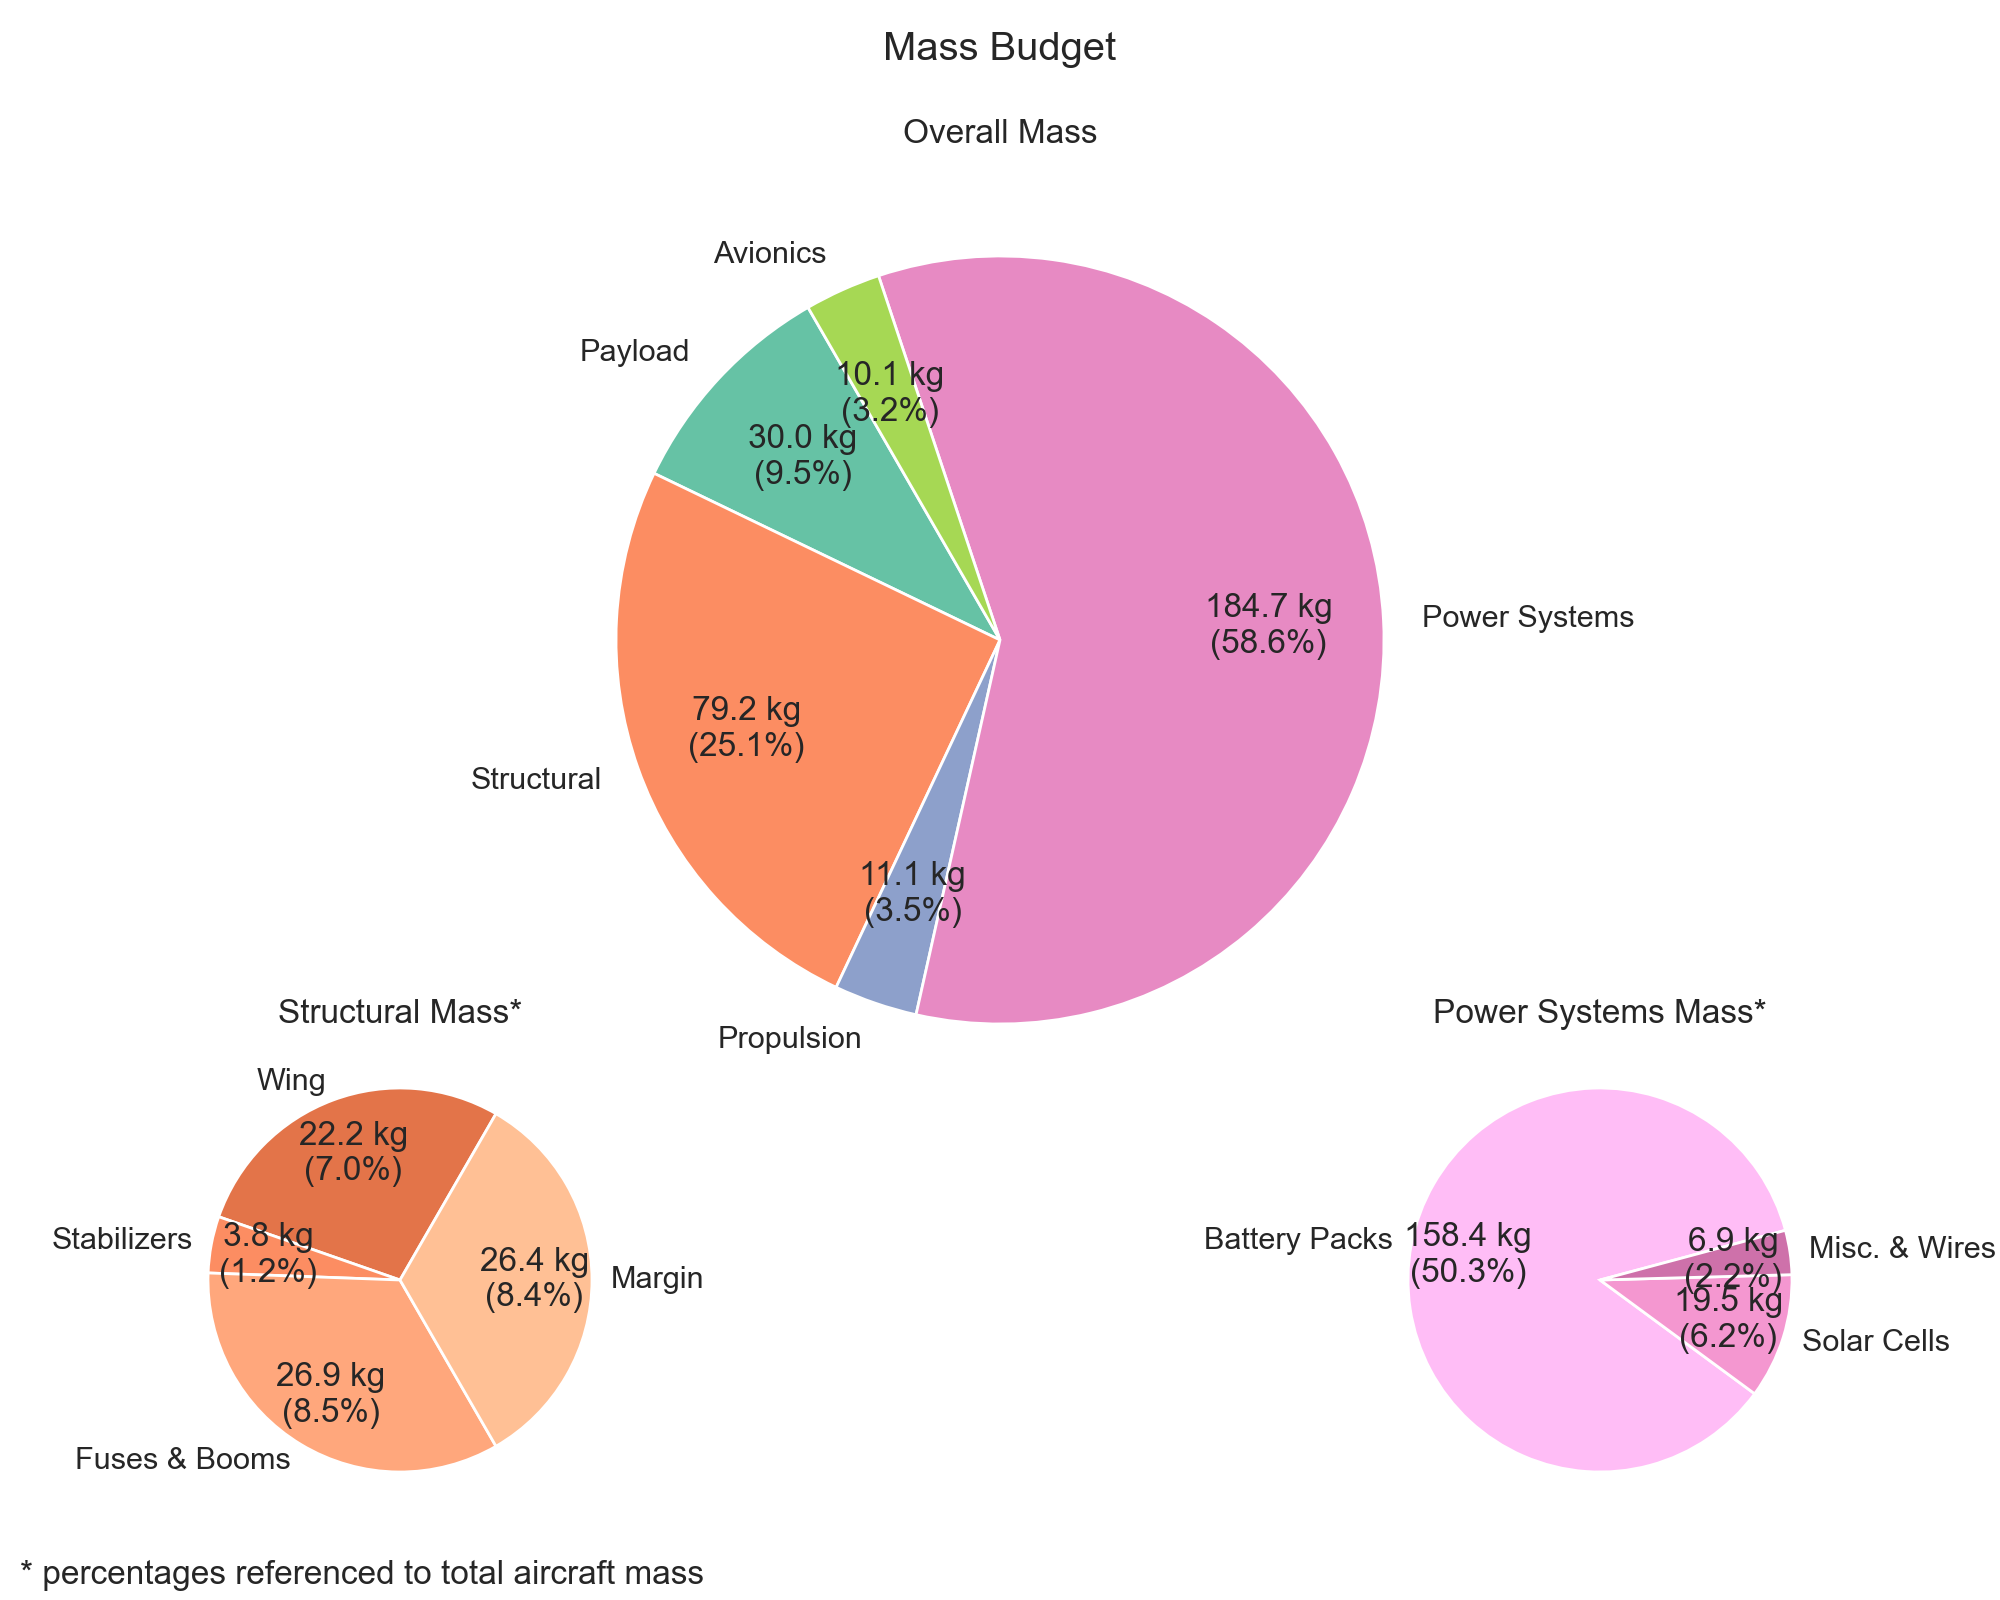 Mass Budget
Overall Mass
Avionics
10.1 kg
(3.2%)
Payload
30.0 kg
(9.5%)
Power Systems
184.7 kg
(58.6%)
Structural
79.2 kg
(25.1%)
Propulsion
11.1 kg
(3.5%)
Structural Mass*
Wing
22.2 kg
(7.0%)
Stabilizers
3.8 kg
(1.2%)
Margin
26.4 kg
(8.4%)
Fuses & Booms
26.9 kg
(8.5%)
Power Systems Mass*
Battery Packs
158.4 kg
(50.3%)
Misc. & Wires
6.9 kg
(2.2%)
Solar Cells
19.5 kg
(6.2%)
* percentages referenced to total aircraft mass